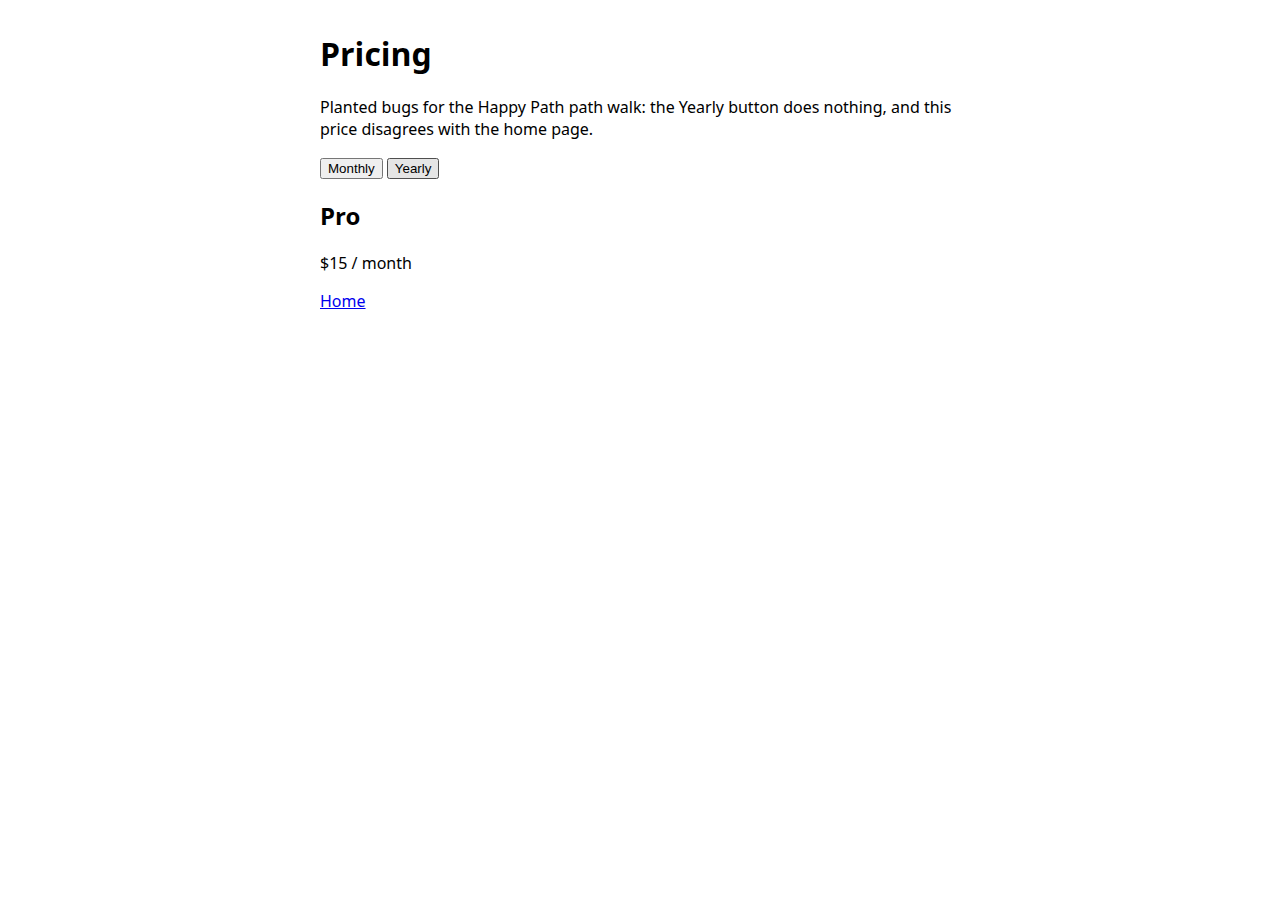 Pricing
Planted bugs for the Happy Path path walk: the Yearly button does nothing, and this
price disagrees with the home page.
Monthly Yearly
Pro
$15 / month
Home